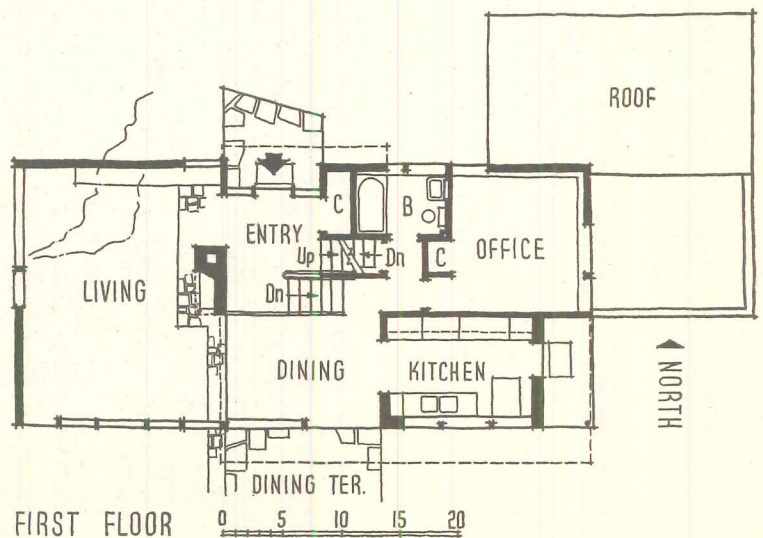 ROOF
C
B
ENTRY
Up
Dn
C
OFFICE
LIVING
Dn
DINING
KITCHEN
NORTH
DINING TER.
FIRST FLOOR
0 5 10 15 20